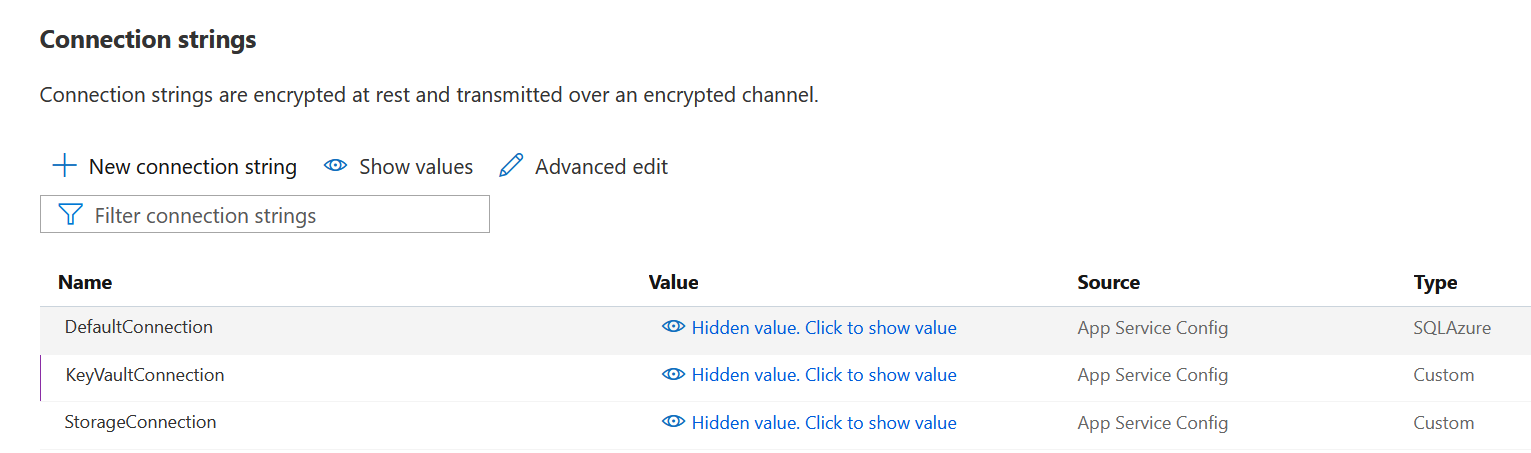 Connection strings
Connection strings are encrypted at rest and transmitted over an encrypted channel.
New connection string Show values Advanced edit
Filter connection strings
Name Value Source Type
DefaultConnection Hidden value. Click to show value App Service Config SQLAzure
KeyVaultConnection Hidden value. Click to show value App Service Config Custom
StorageConnection Hidden value. Click to show value App Service Config Custom